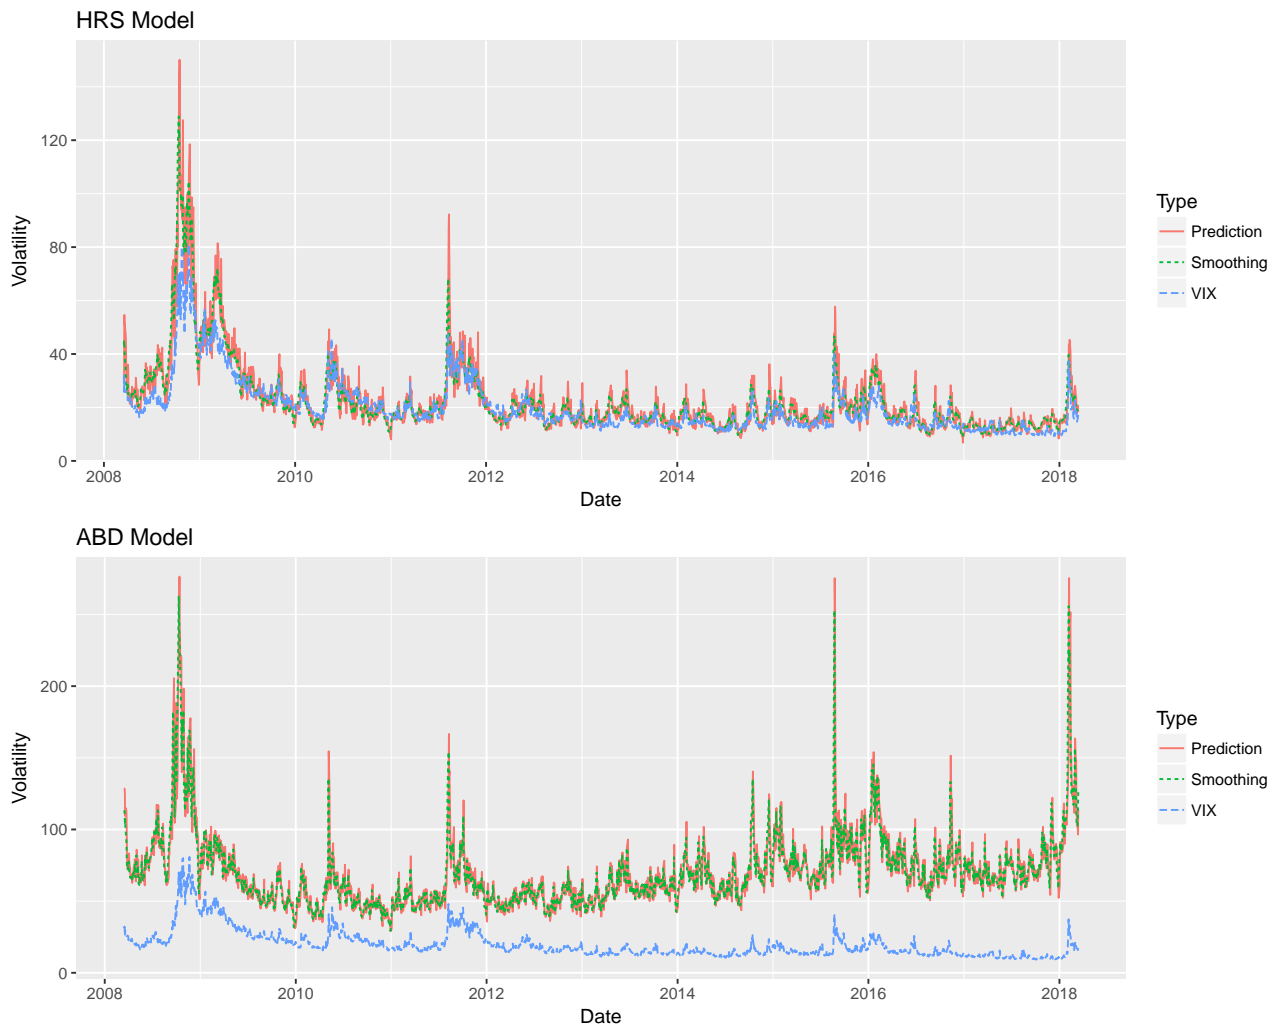 HRS Model
120
80
40
0
Volatility
2008
2010
2012
2014
2016
2018
Date
Type
Prediction
Smoothing
VIX
ABD Model
200
100
0
Volatility
2008
2010
2012
2014
2016
2018
Date
Type
Prediction
Smoothing
VIX